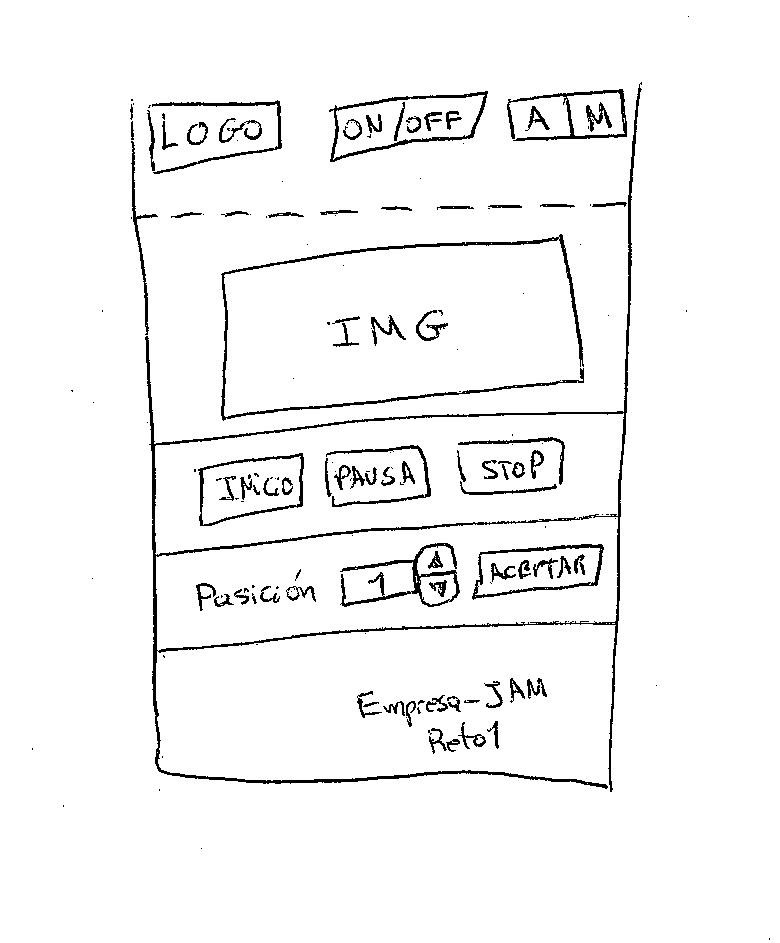 LOGO ON/OFF A M
IMG
INICIO PAUSA STOP
Posición 1 ACEPTAR
Empresa-JAM
Reto1